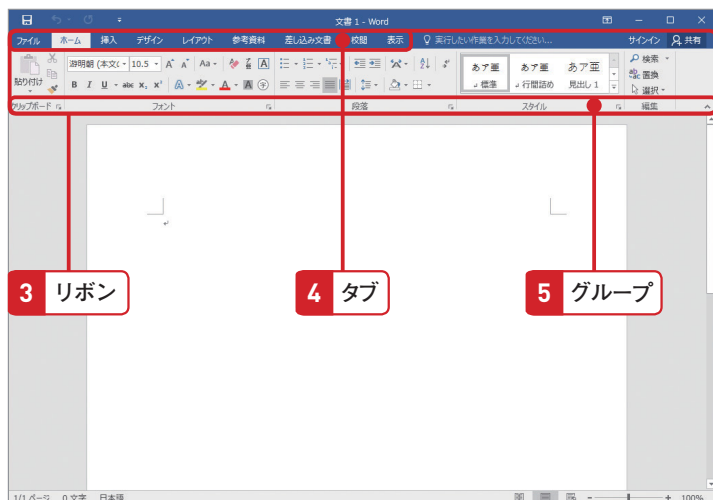 文書 1 - Word
ファイル ホーム 挿入 デザイン レイアウト 参考資料 差し込み文書 校閲 表示 実行したい作業を入力してください... サインイン 共有
游明朝 (本文( 10.5 A A Aa A 検索
貼り付け B I U abc x₂ x² A A A 字 あア亜 あア亜 あア亜 置換
標準 行間詰め 見出し 1 選択
クリップボード フォント 段落 スタイル 編集
3 リボン 4 タブ 5 グループ
1/1 ページ 0 文字 日本語 100%